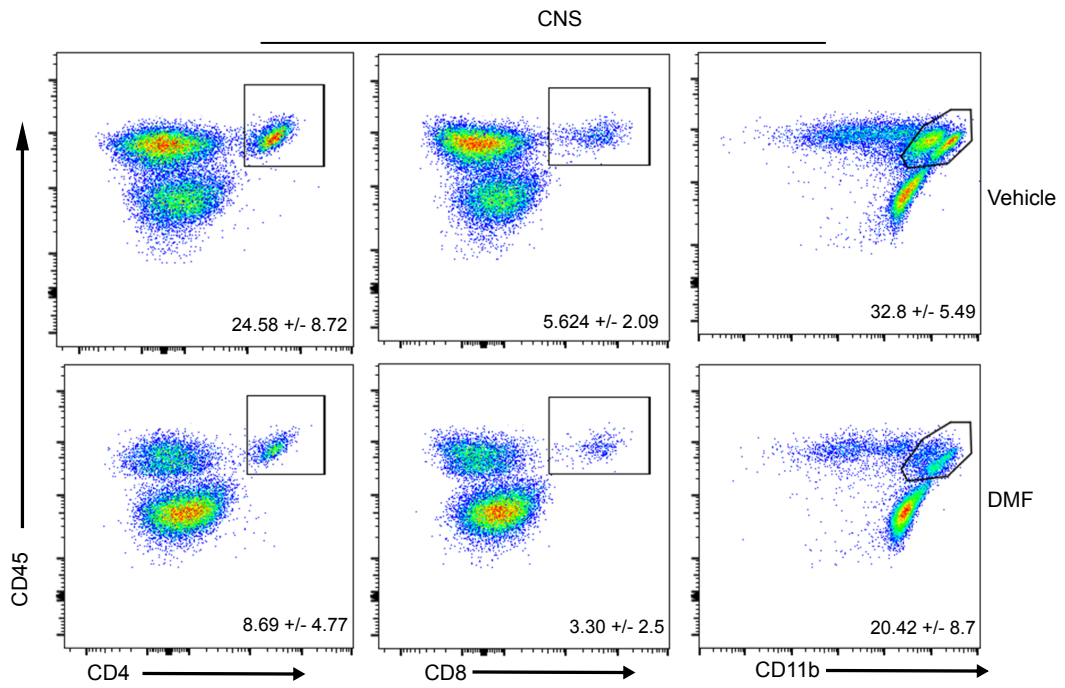 CNS
24.58 +/- 8.72
5.624 +/- 2.09
32.8 +/- 5.49
Vehicle
8.69 +/- 4.77
3.30 +/- 2.5
20.42 +/- 8.7
DMF
CD45
CD4
CD8
CD11b